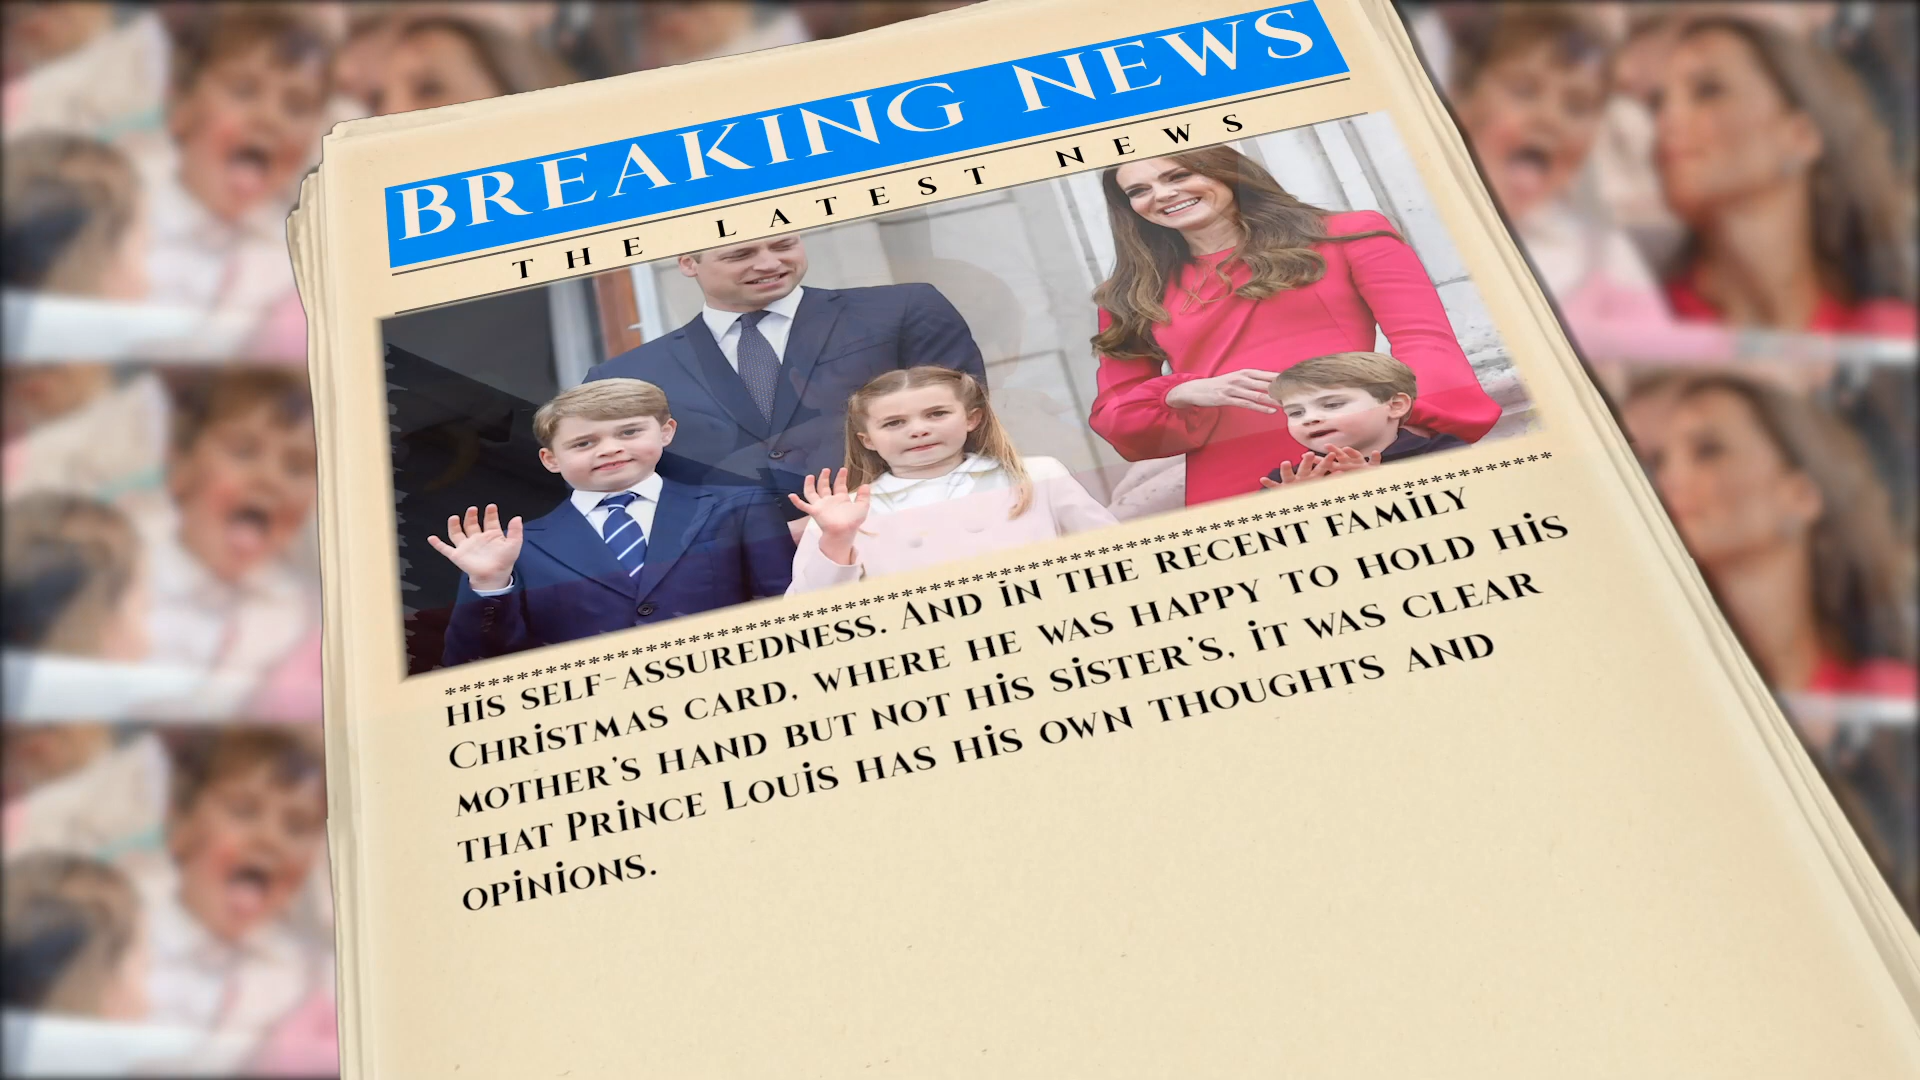 BREAKING NEWS
THE LATEST NEWS
********************************************************************************
his self-assuredness. And in the recent family
Christmas card, where he was happy to hold his
mother's hand but not his sister's, it was clear
that Prince Louis has his own thoughts and
opinions.